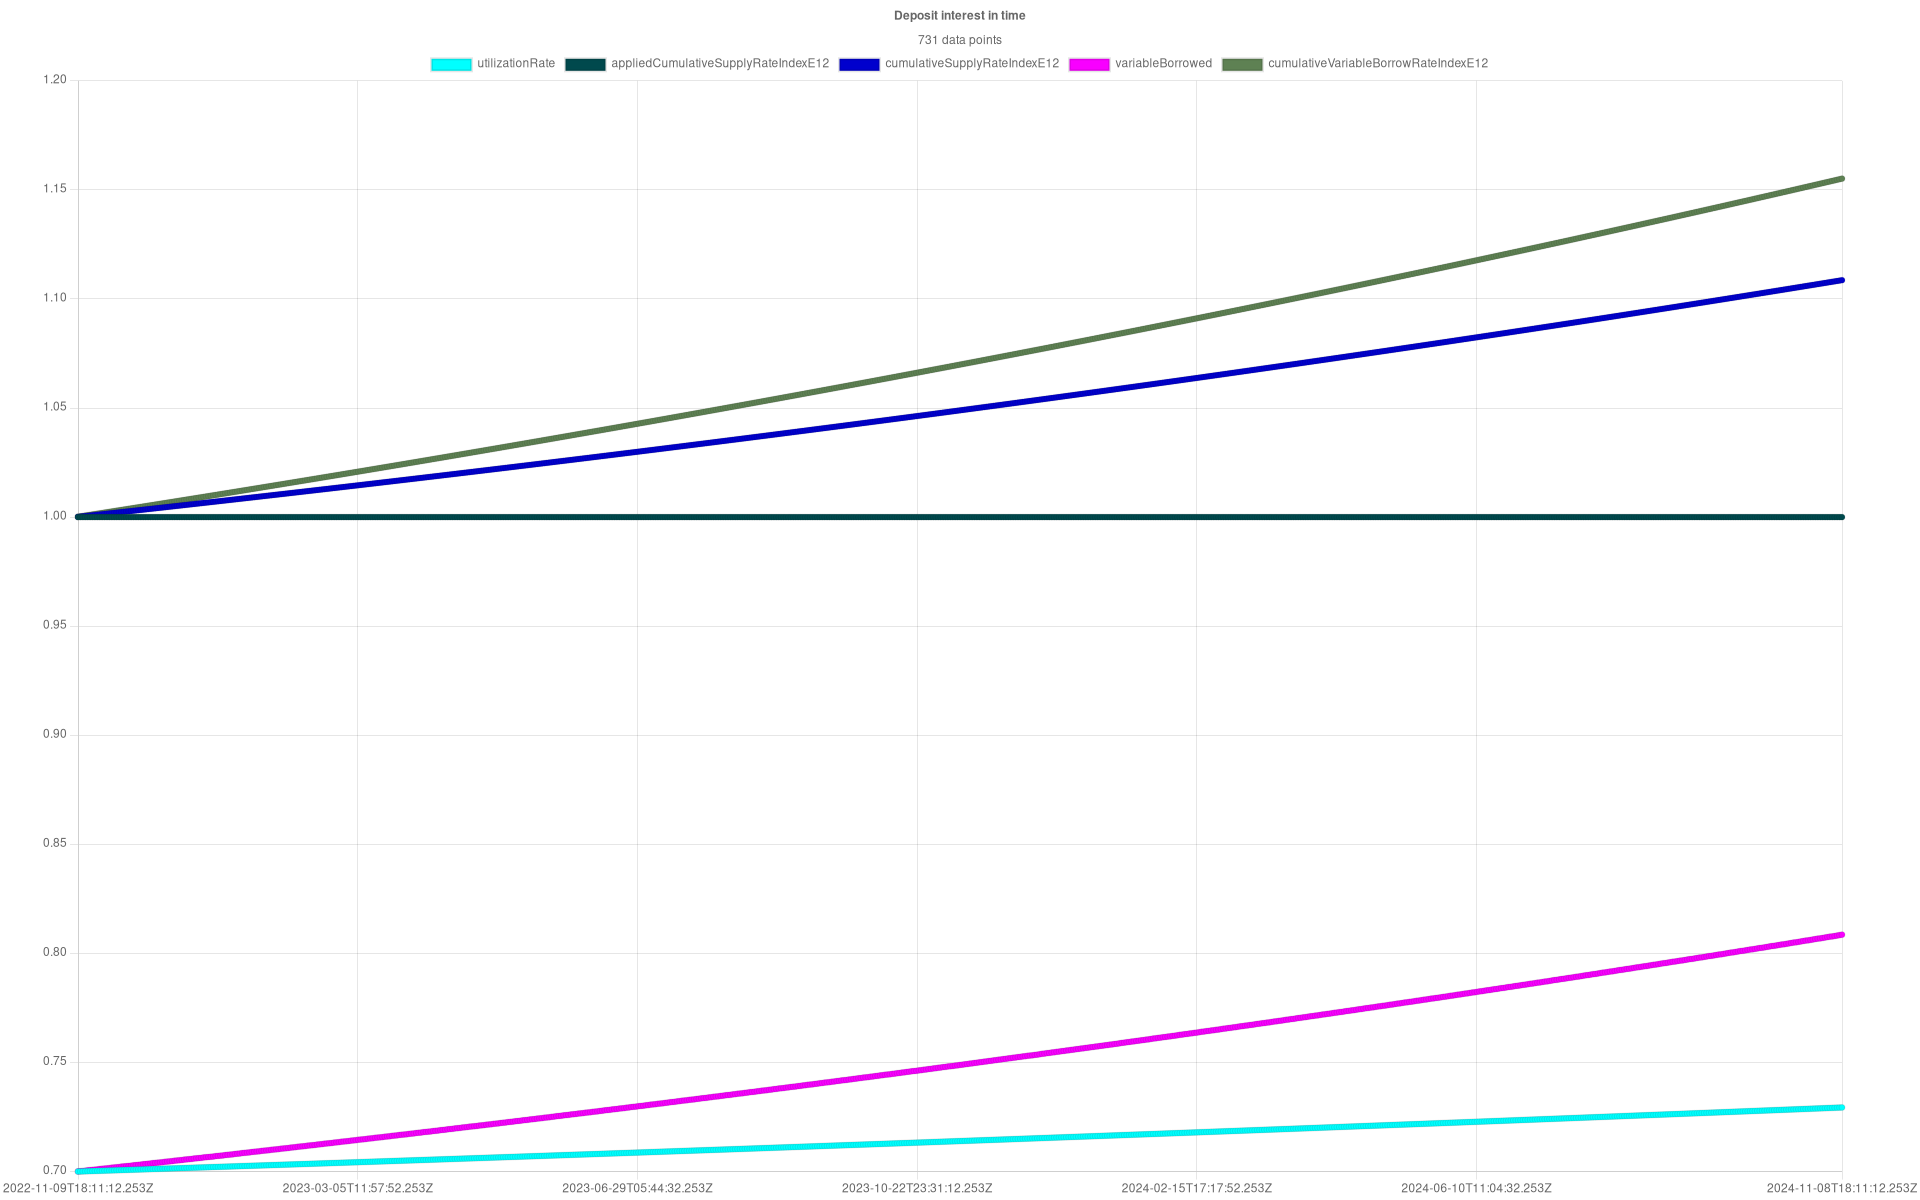 Deposit interest in time
731 data points
utilizationRate appliedCumulativeSupplyRateIndexE12 cumulativeSupplyRateIndexE12 variableBorrowed cumulativeVariableBorrowRateIndexE12
1.20
1.15
1.10
1.05
1.00
0.95
0.90
0.85
0.80
0.75
0.70
2022-11-09T18:11:12.253Z 2023-03-05T11:57:52.253Z 2023-06-29T05:44:32.253Z 2023-10-22T23:31:12.253Z 2024-02-15T17:17:52.253Z 2024-06-10T11:04:32.253Z 2024-11-08T18:11:12.253Z